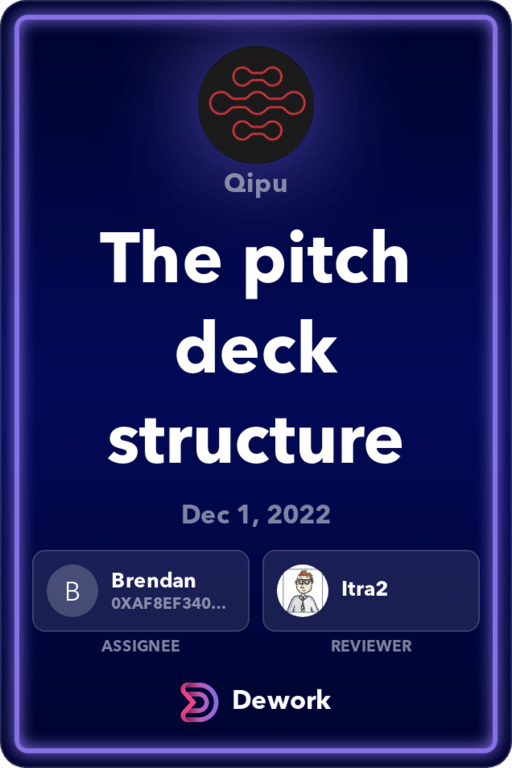 Qipu
The pitch
deck
structure
Dec 1, 2022
B
Brendan
0XAF8EF340...
Itra2
ASSIGNEE
REVIEWER
Dework